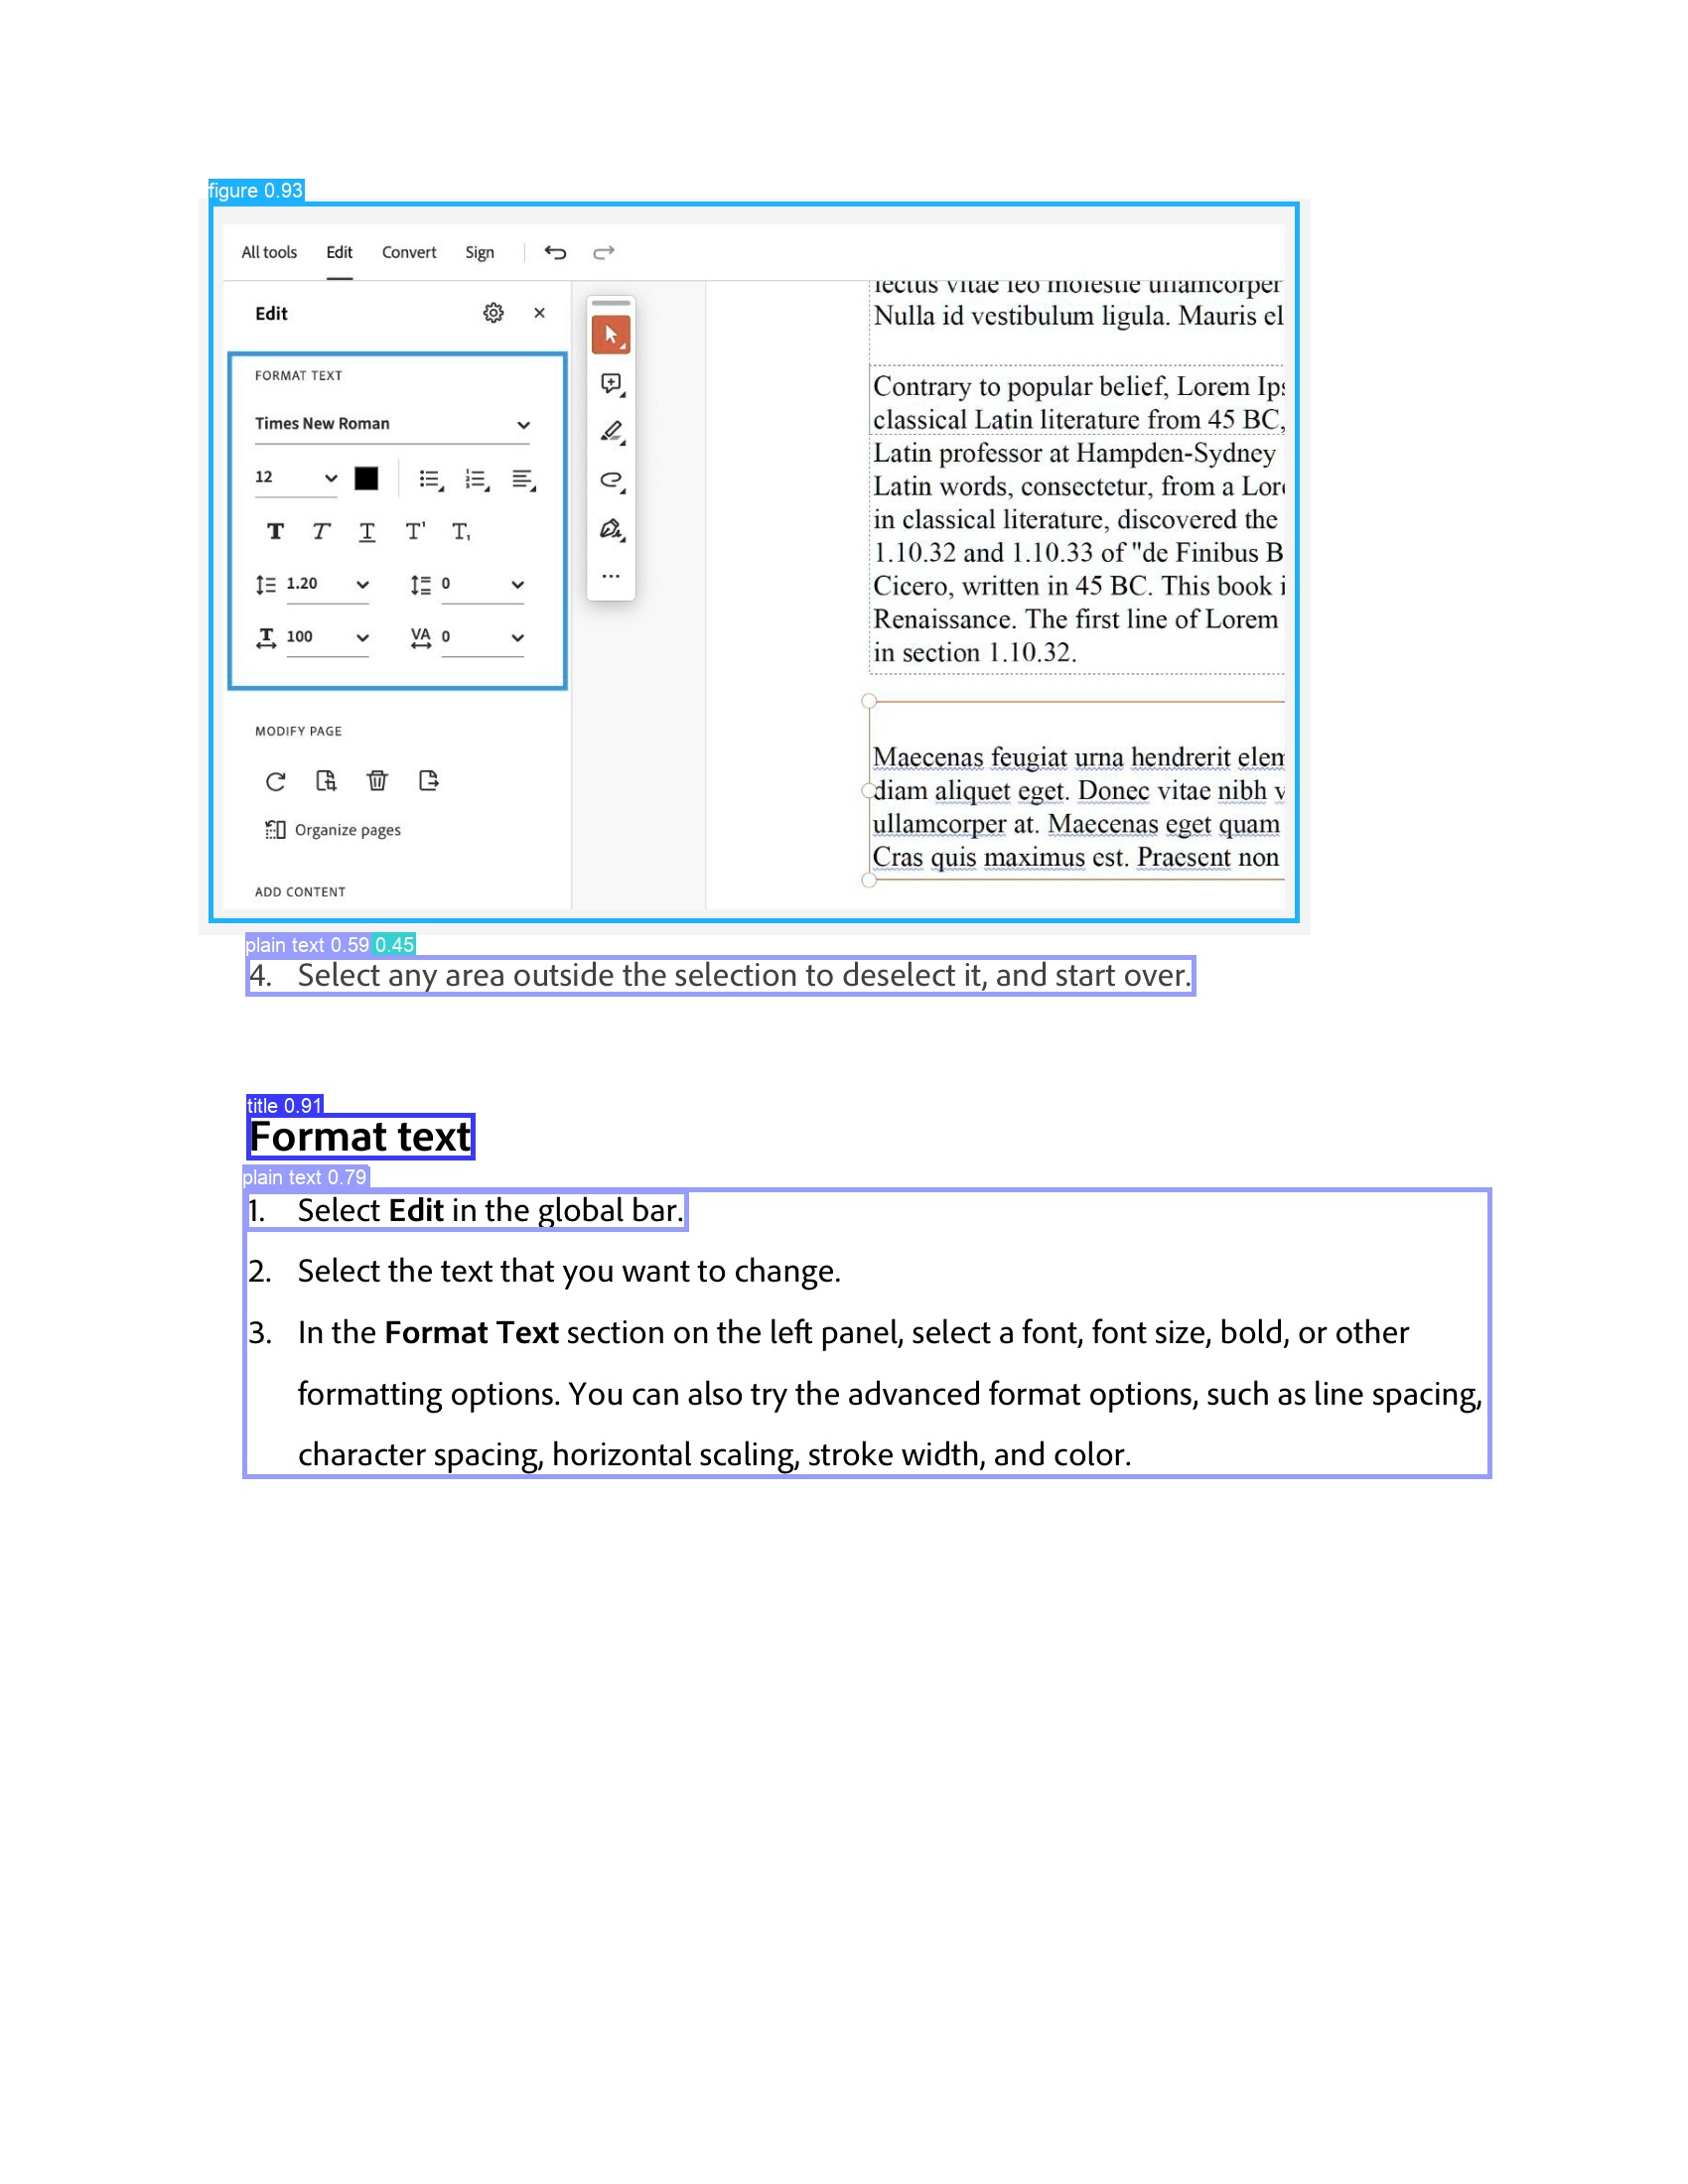 figure 0.93
All tools Edit Convert Sign
Edit
FORMAT TEXT
Times New Roman
12
T T T T' T,
1.20 0
T 100 VA 0
MODIFY PAGE
Organize pages
ADD CONTENT
lectus vitae leo molestie ullamcorper
Nulla id vestibulum ligula. Mauris el
Contrary to popular belief, Lorem Ips
classical Latin literature from 45 BC,
Latin professor at Hampden-Sydney
Latin words, consectetur, from a Lore
in classical literature, discovered the
1.10.32 and 1.10.33 of "de Finibus B
Cicero, written in 45 BC. This book i
Renaissance. The first line of Lorem
in section 1.10.32.
Maecenas feugiat urna hendrerit elem
diam aliquet eget. Donec vitae nibh v
ullamcorper at. Maecenas eget quam
Cras quis maximus est. Praesent non
plain text 0.59 0.45
4. Select any area outside the selection to deselect it, and start over.
title 0.91
Format text
plain text 0.79
1. Select Edit in the global bar.
2. Select the text that you want to change.
3. In the Format Text section on the left panel, select a font, font size, bold, or other
formatting options. You can also try the advanced format options, such as line spacing,
character spacing, horizontal scaling, stroke width, and color.